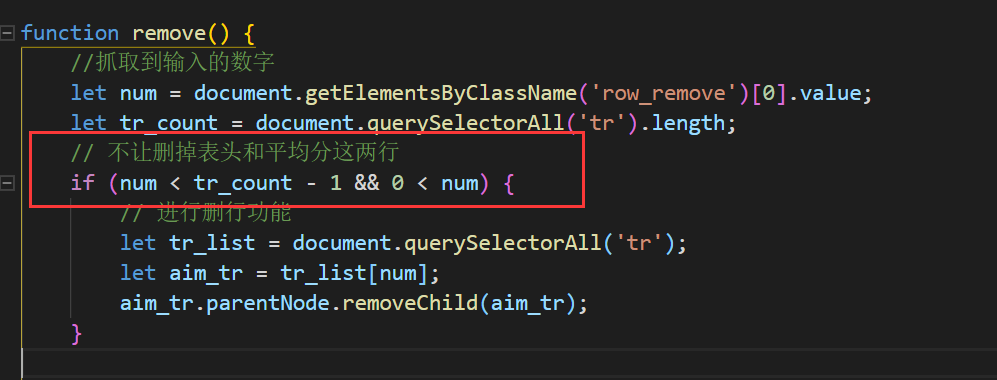 function remove() {
//抓取到输入的数字
let num = document.getElementsByClassName('row_remove')[0].value;
let tr_count = document.querySelectorAll('tr').length;
// 不让删掉表头和平均分这两行
if (num < tr_count - 1 && 0 < num) {
// 进行删行功能
let tr_list = document.querySelectorAll('tr');
let aim_tr = tr_list[num];
aim_tr.parentNode.removeChild(aim_tr);
}